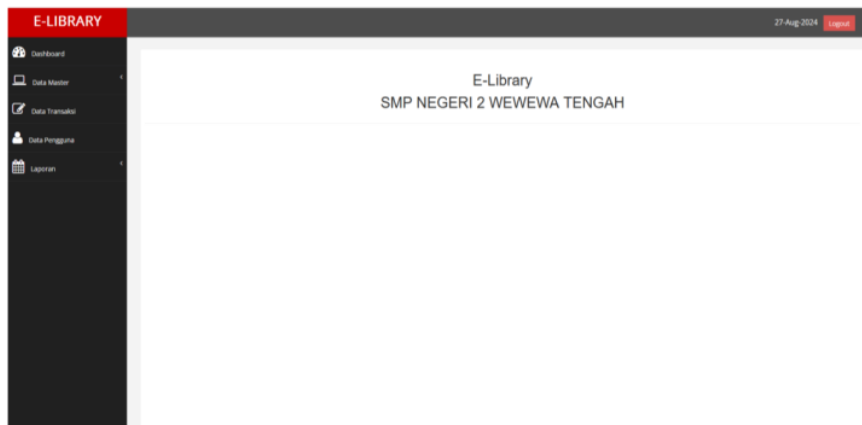 E-LIBRARY
27-Aug-2024 Logout
Dashboard
Data Master
Data Transaksi
Data Pengguna
Laporan
E-Library
SMP NEGERI 2 WEWEWA TENGAH